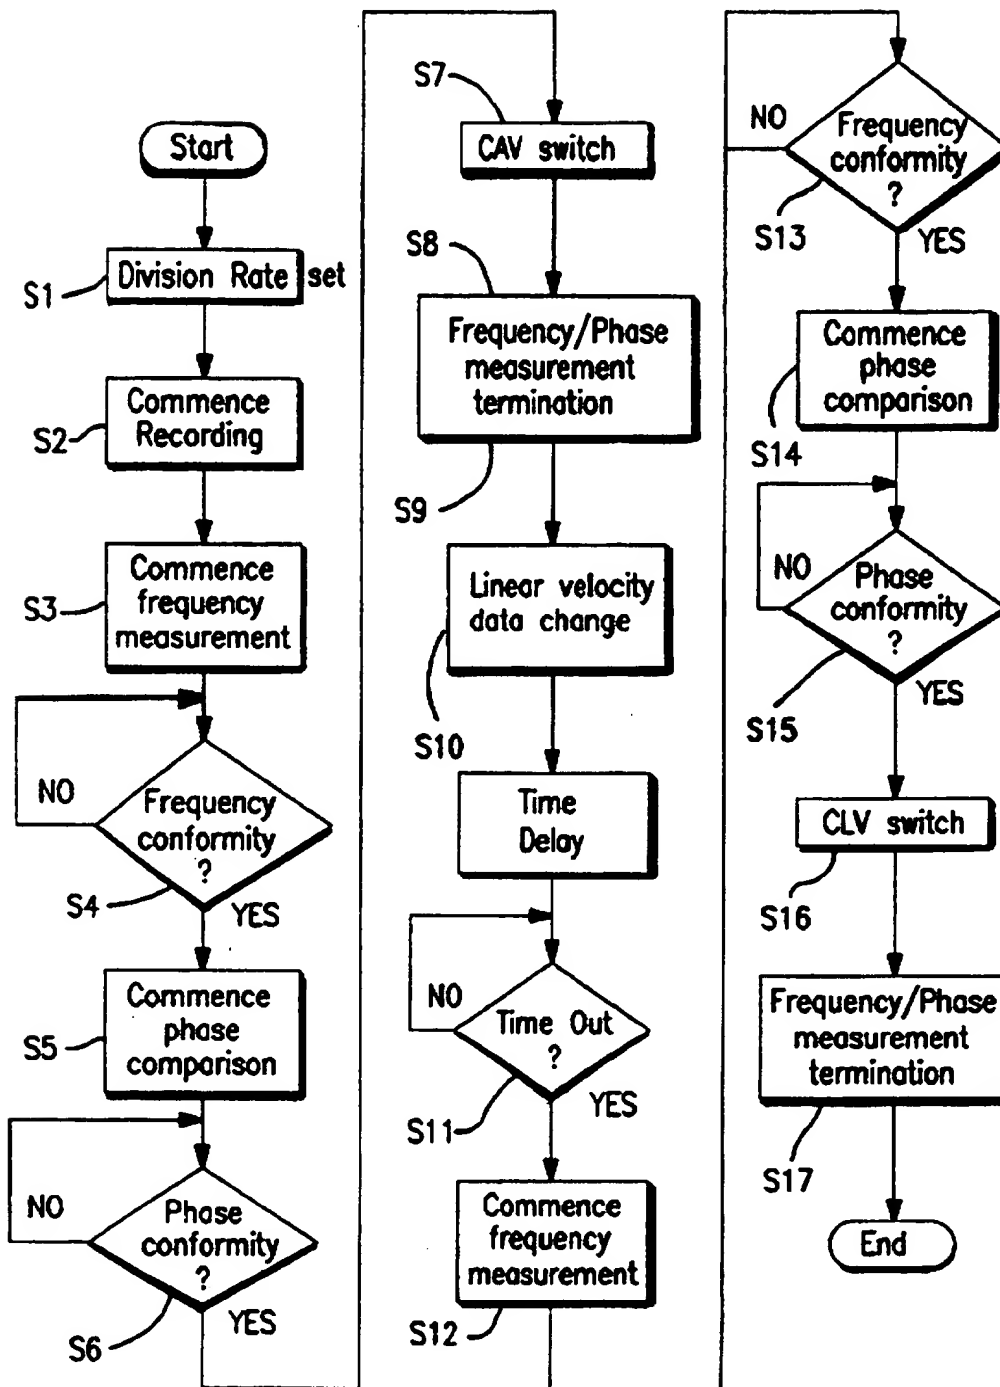 Start
S1
Division Rate set
S2
Commence
Recording
S3
Commence
frequency
measurement
NO
Frequency
conformity
?
S4
YES
S5
Commence
phase
comparison
NO
Phase
conformity
?
S6
YES
S7
CAV switch
S8
Frequency/Phase
measurement
termination
S9
Linear velocity
data change
S10
Time
Delay
NO
Time Out
?
S11
YES
Commence
frequency
measurement
S12
NO
Frequency
conformity
?
S13
YES
Commence
phase
comparison
S14
NO
Phase
conformity
?
S15
YES
CLV switch
S16
Frequency/Phase
measurement
termination
S17
End